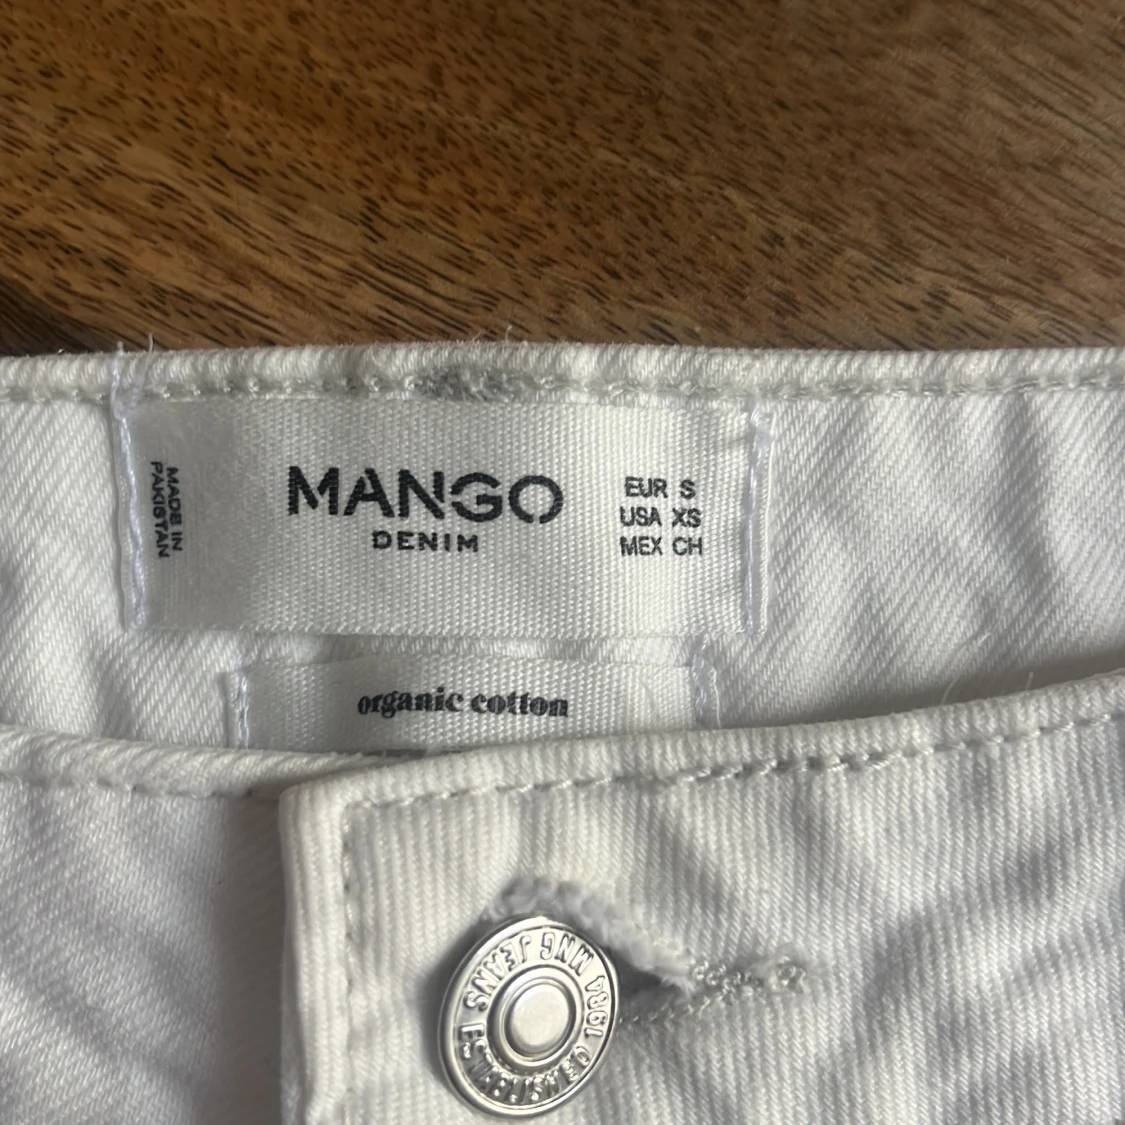 MADE IN
PAKISTAN
MANGO
DENIM
EUR S
USA XS
MEX CH
organic cotton
MNG JEANS
ESTABLISHED 1984